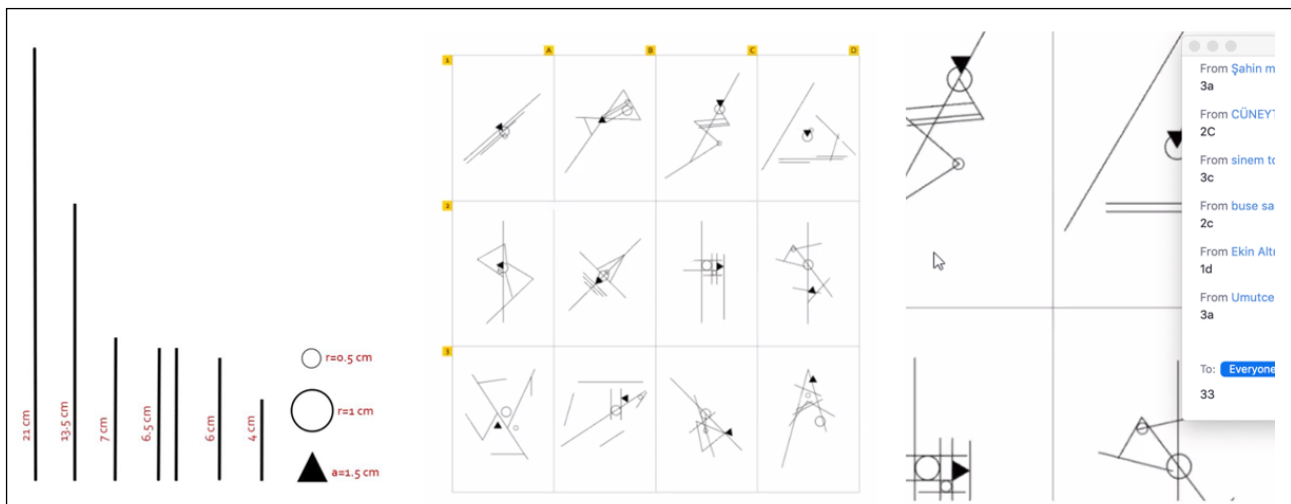 21 cm
13.5 cm
7 cm
6.5 cm
6 cm
4 cm
r=0.5 cm
r=1 cm
a=1.5 cm
A
B
C
D
1
2
3
From Şahin m
3a
From CÜNEYT
2C
From sinem to
3c
From buse sa
2c
From Ekin Altı
1d
From Umutce
3a
To: Everyone
33